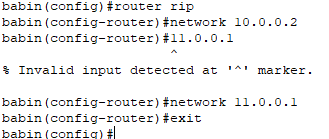 babin(config)#router rip
babin(config-router)#network 10.0.0.2
babin(config-router)#11.0.0.1
^
% Invalid input detected at '^' marker.
babin(config-router)#network 11.0.0.1
babin(config-router)#exit
babin(config)#